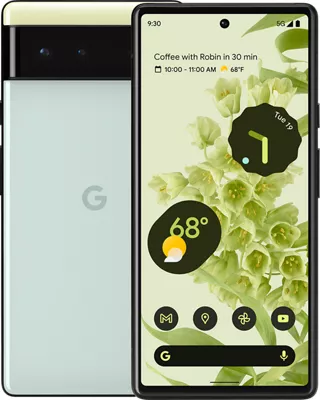 9:30
5G
Coffee with Robin in 30 min
10:00 - 11:00 AM 68°F
Tue 19
68°
G
G